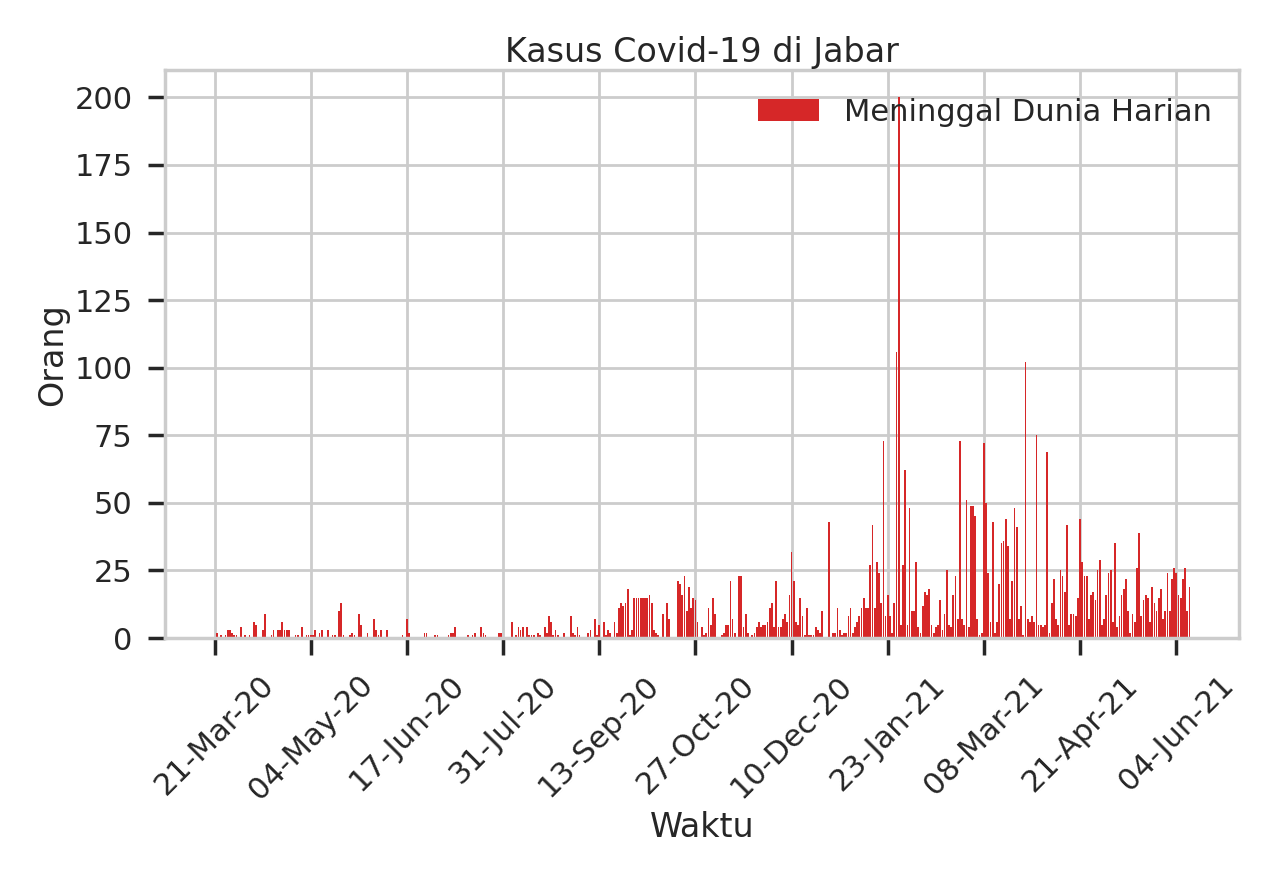 Kasus Covid-19 di Jabar
Meninggal Dunia Harian
Orang
200
175
150
125
100
75
50
25
0
21-Mar-20
04-May-20
17-Jun-20
31-Jul-20
13-Sep-20
27-Oct-20
10-Dec-20
23-Jan-21
08-Mar-21
21-Apr-21
04-Jun-21
Waktu